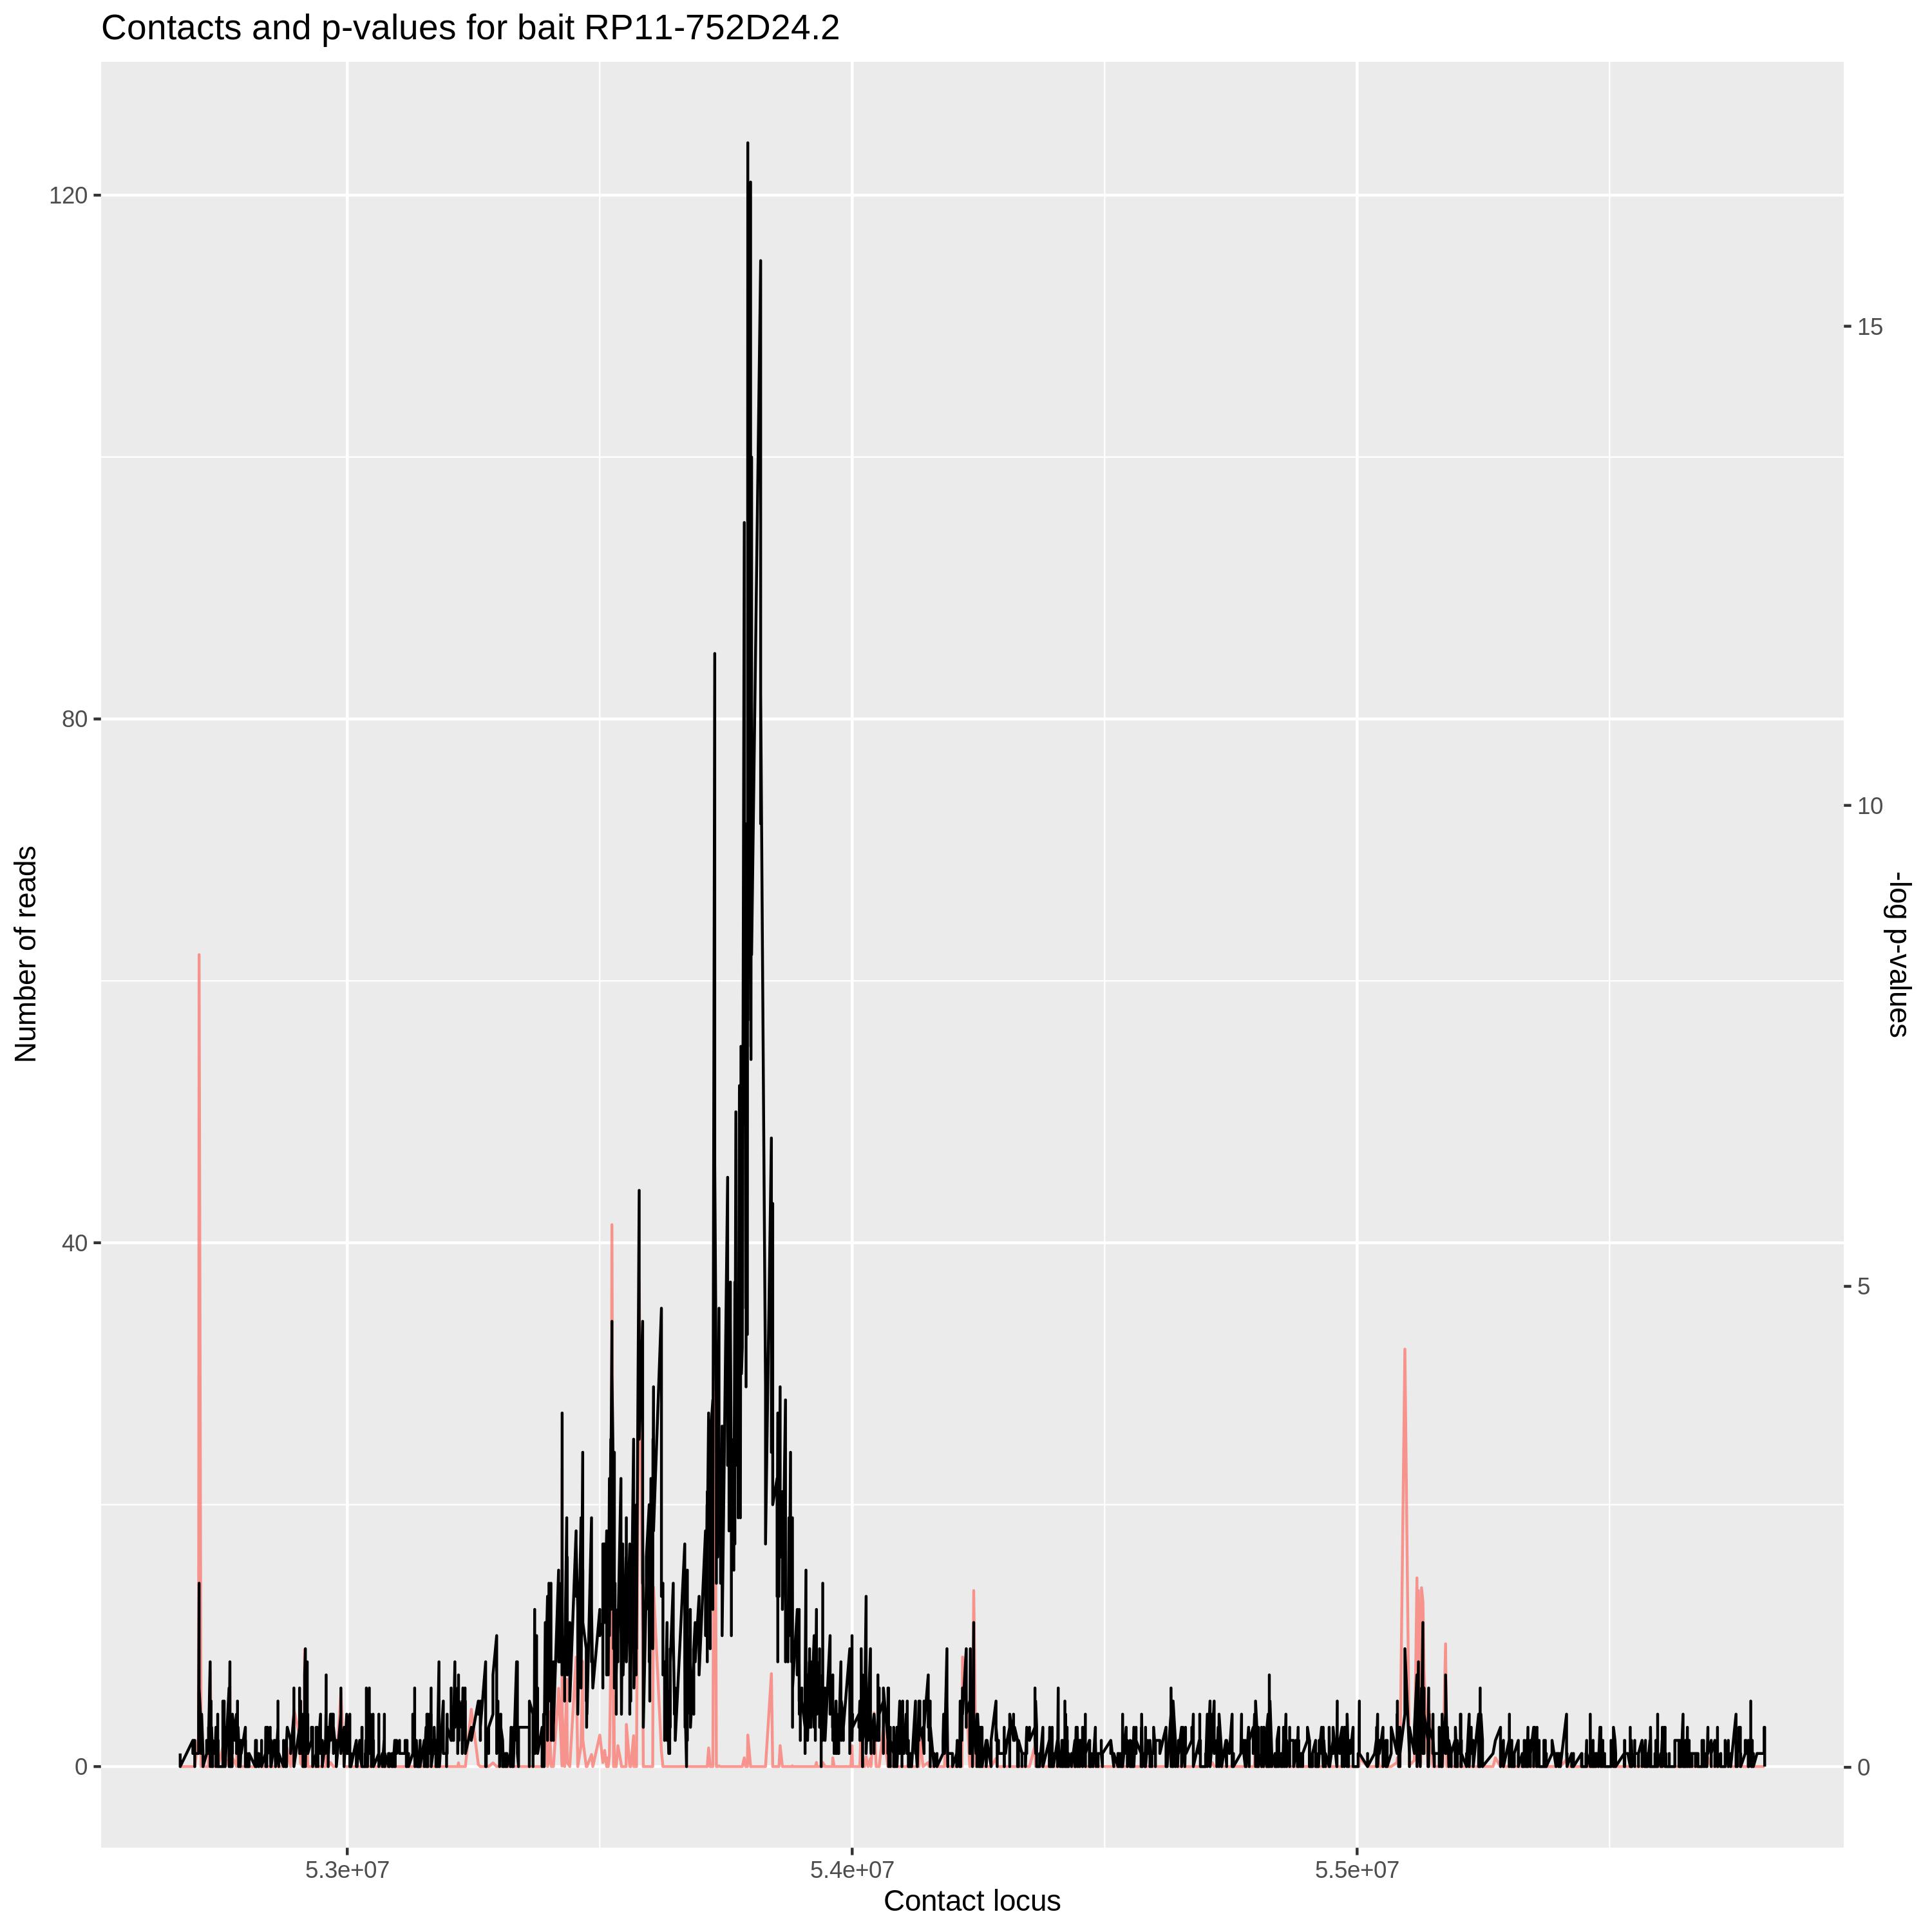 Contacts and p-values for bait RP11-752D24.2
120
80
40
0
Number of reads
15
10
5
0
-log p-values
5.3e+07
5.4e+07
5.5e+07
Contact locus